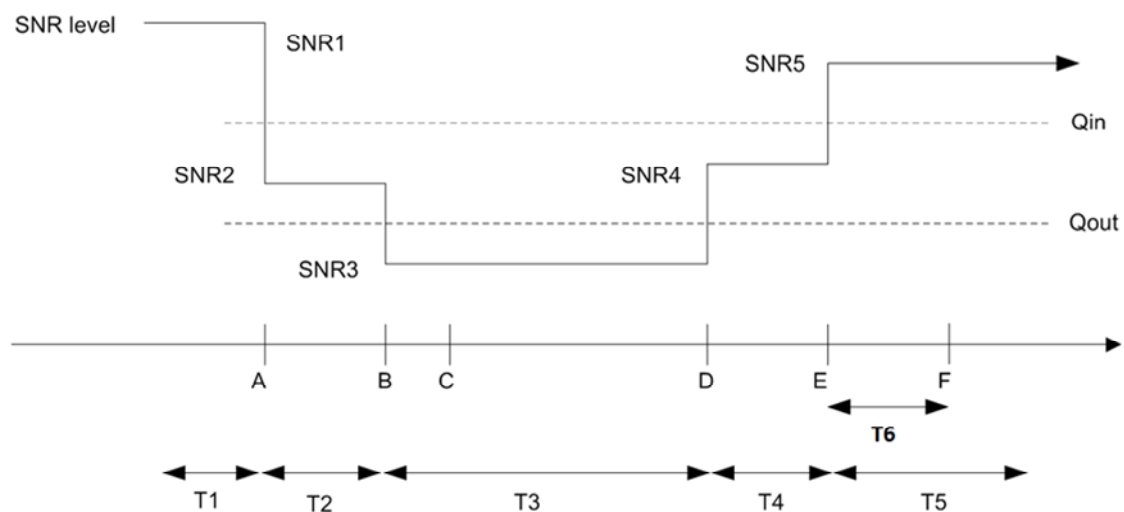 SNR level
SNR1
SNR5
Qin
SNR2
SNR4
Qout
SNR3
A B C D E F
T6
T1 T2 T3 T4 T5